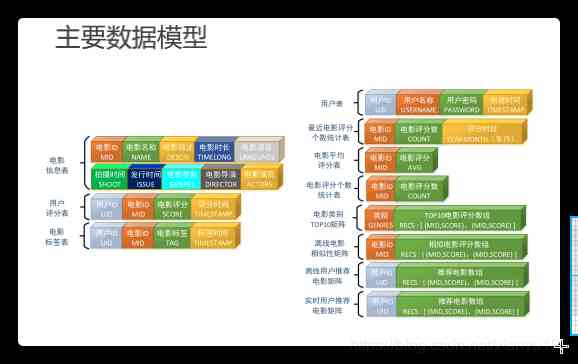 主要数据模型
电影
信息表
电影ID
MID
电影名称
NAME
电影描述
DESCRI
电影时长
TIMELONG
电影语言
LANGUAGE
拍摄时间
SHOOT
发行时间
ISSUE
电影类别
GENRES
电影导演
DIRECTOR
电影演员
ACTORS
用户
评分表
用户ID
UID
电影ID
MID
电影评分
SCORE
评分时间
TIMESTAMP
电影
标签表
用户ID
UID
电影ID
MID
电影标签
TAG
标签时间
TIMESTAMP
用户表
用户ID
UID
用户名称
USERNAME
用户密码
PASSWORD
创建时间
TIMESTAMP
最近电影评分
个数统计表
电影ID
MID
电影评分数
COUNT
评分时段
YEARMONTH（年月）
电影平均
评分表
电影ID
MID
电影评分
AVG
电影评分个数
统计表
电影ID
MID
电影评分数
COUNT
电影类别
TOP10矩阵
类别
GENRES
TOP10电影评分数组
RECS：[ (MID,SCORE)，(MID,SCORE) ]
离线电影
相似性矩阵
电影ID
MID
相似电影评分数组
RECS：[ (MID,SCORE)，(MID,SCORE) ]
离线用户推荐
电影矩阵
用户ID
UID
推荐电影数组
RECS：[ (MID,SCORE)，(MID,SCORE) ]
实时用户推荐
电影矩阵
用户ID
UID
推荐电影数组
RECS：[ (MID,SCORE)，(MID,SCORE) ]